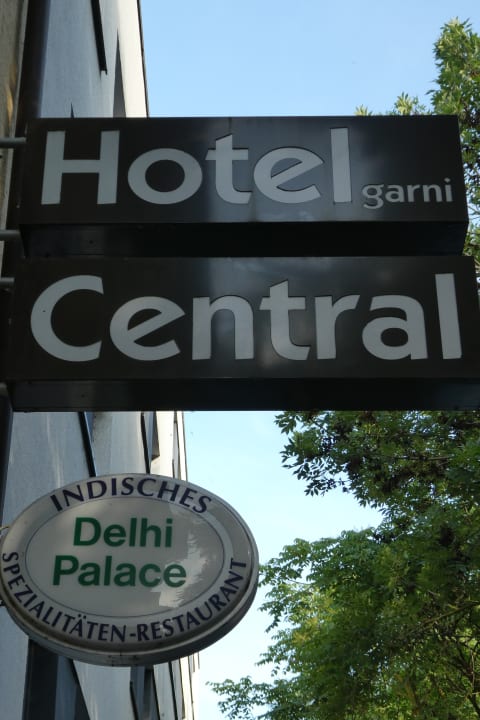 Hotel garni
Central
INDISCHES
Delhi
Palace
SPEZIALITÄTEN-RESTAURANT